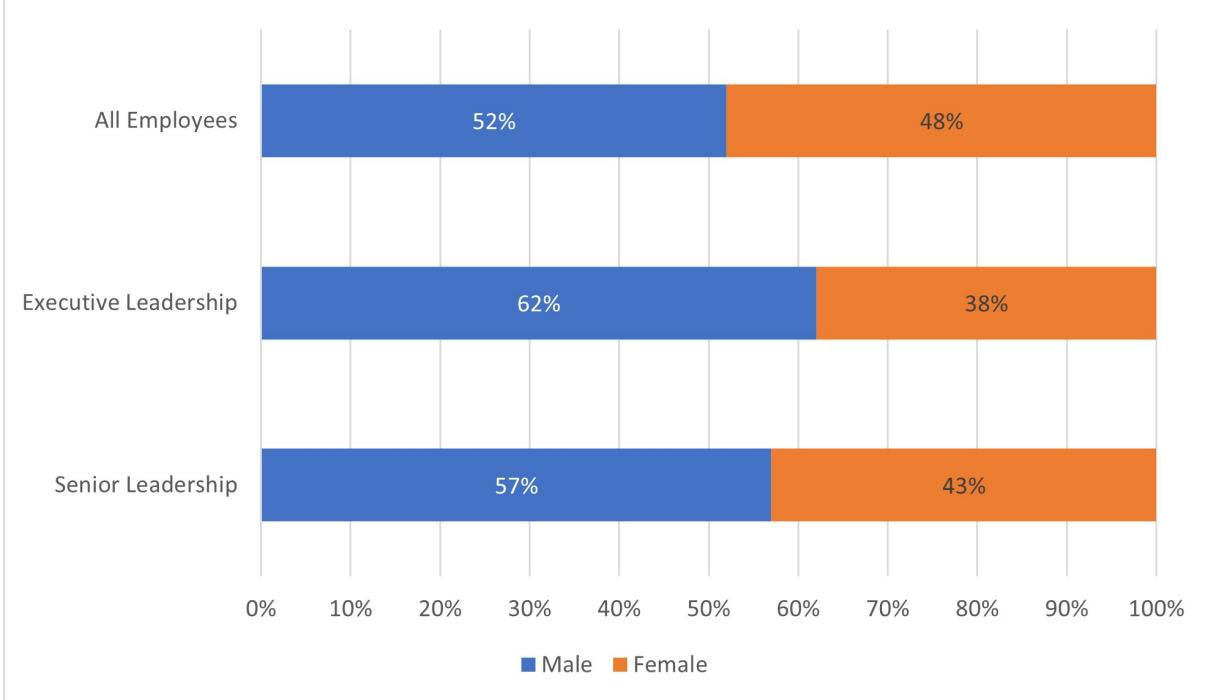 All Employees
52%
48%
Executive Leadership
62%
38%
Senior Leadership
57%
43%
0% 10% 20% 30% 40% 50% 60% 70% 80% 90% 100%
Male Female